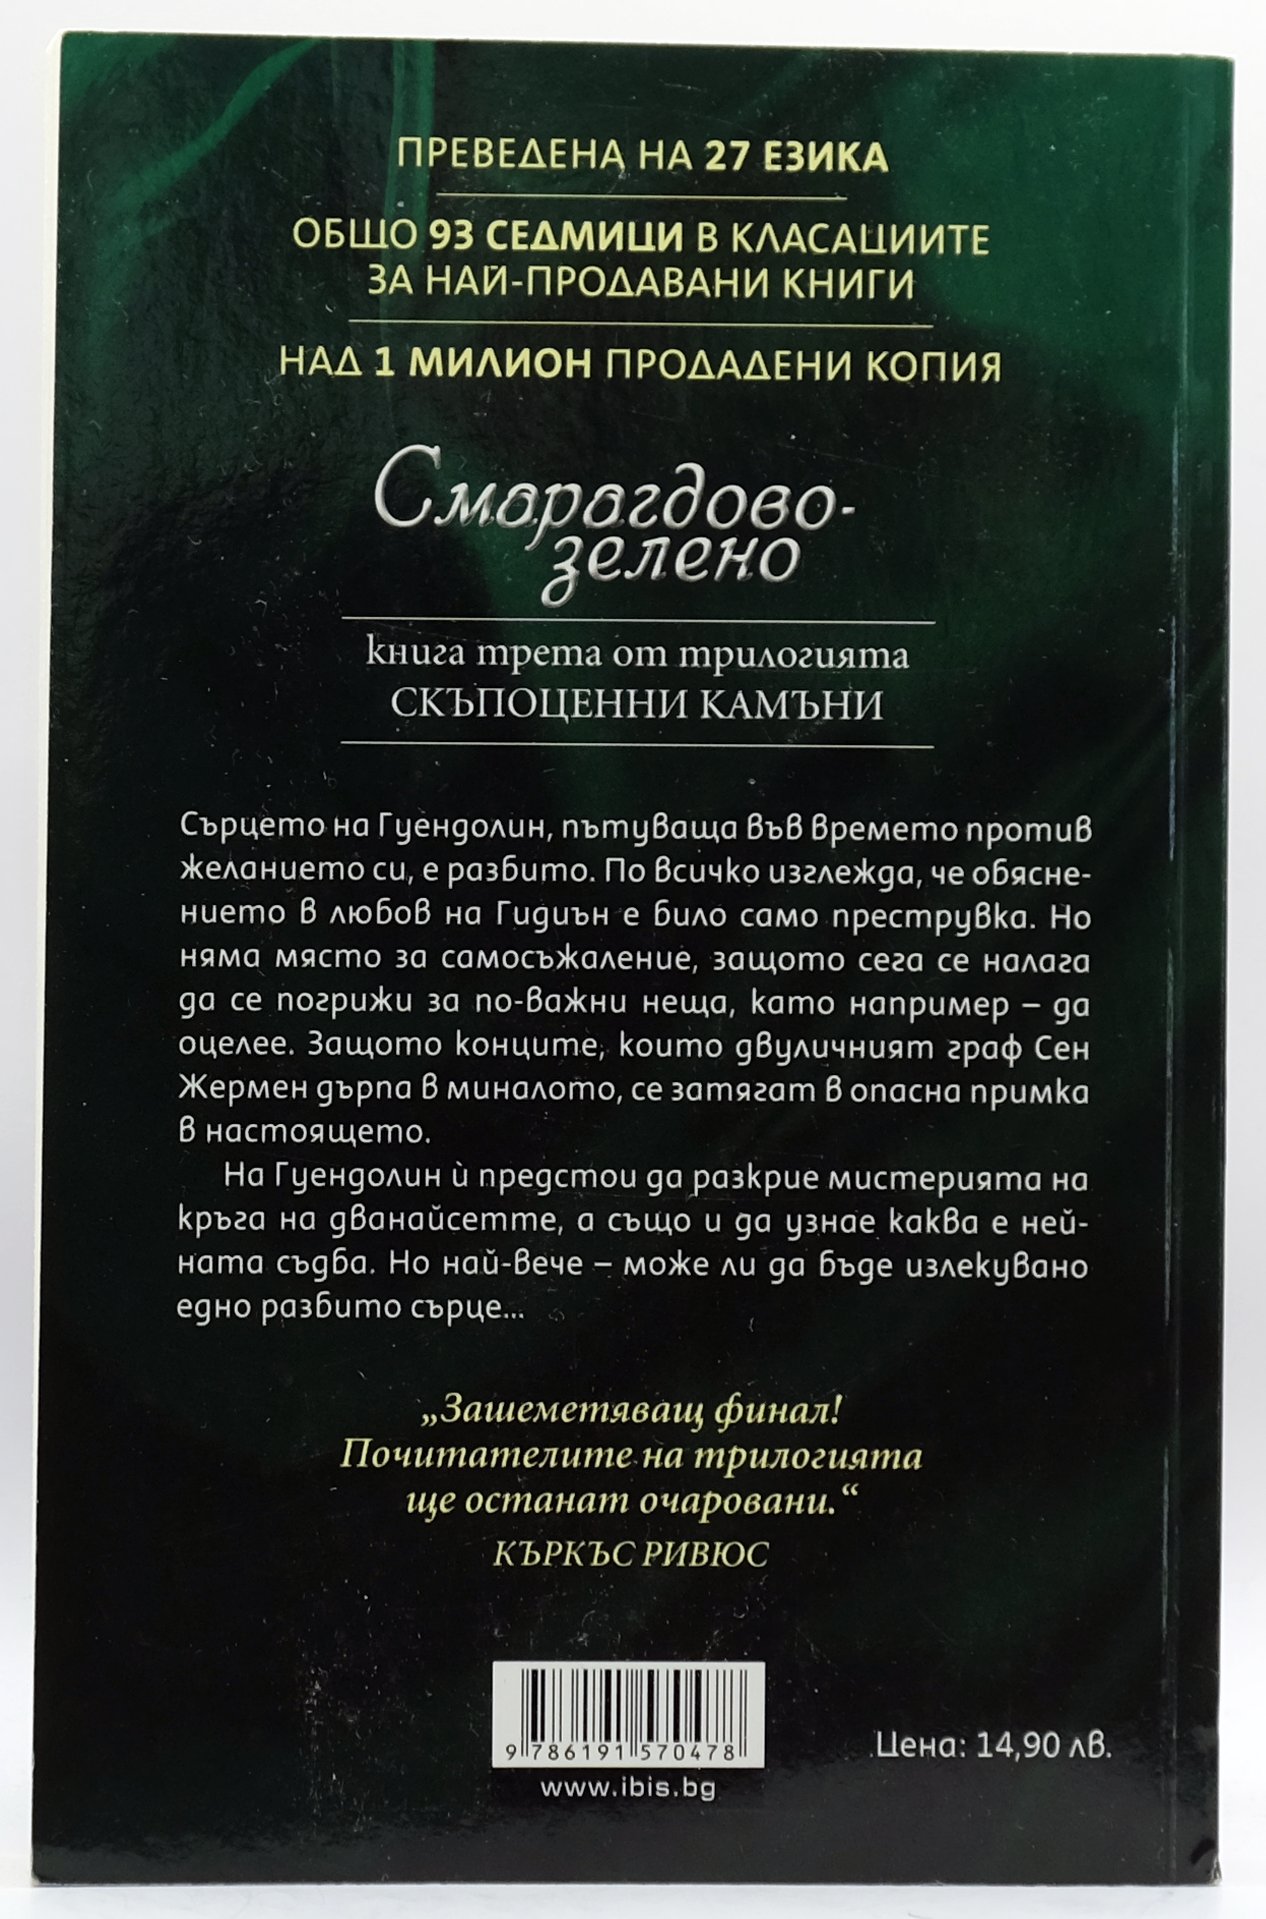 ПРЕВЕДЕНА НА 27 ЕЗИКА
ОБЩО 93 СЕДМИЦИ В КЛАСАЦИИТЕ
ЗА НАЙ-ПРОДАВАНИ КНИГИ
НАД 1 МИЛИОН ПРОДАДЕНИ КОПИЯ
Смарагдово-
зелено
книга трета от трилогията
СКЪПОЦЕННИ КАМЪНИ
Сърцето на Гуендолин, пътуваща във времето против
желанието си, е разбито. По всичко изглежда, че обясне-
нието в любов на Гидиън е било само преструвка. Но
няма място за самосъжаление, защото сега се налага
да се погрижи за по-важни неща, като например – да
оцелее. Защото конците, които двуличният граф Сен
Жермен дърпа в миналото, се затягат в опасна примка
в настоящето.
На Гуендолин ѝ предстои да разкрие мистерията на
кръга на дванайсетте, а също и да узнае каква е ней-
ната съдба. Но най-вече – може ли да бъде излекувано
едно разбито сърце...
„Зашеметяващ финал!
Почитателите на трилогията
ще останат очаровани.“
КЪРКЪС РИВЮС
9 786191 570478
www.ibis.bg
Цена: 14,90 лв.